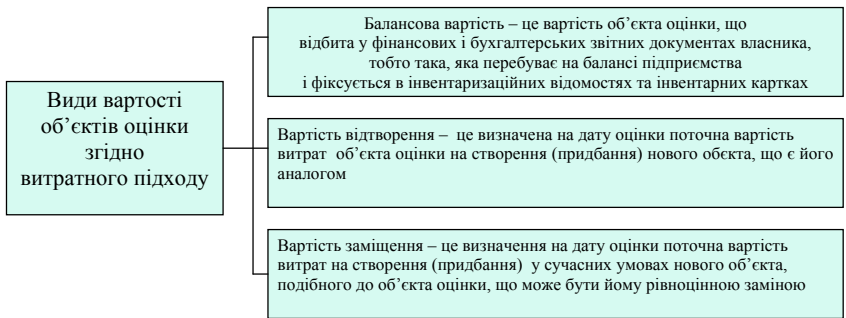 Види вартості
об’єктів оцінки
згідно
витратного підходу
Балансова вартість – це вартість об’єкта оцінки, що
відбита у фінансових і бухгалтерських звітних документах власника,
тобто така, яка перебуває на балансі підприємства
і фіксується в інвентаризаційних відомостях та інвентарних картках
Вартість відтворення – це визначена на дату оцінки поточна вартість
витрат об’єкта оцінки на створення (придбання) нового обєкта, що є його
аналогом
Вартість заміщення – це визначення на дату оцінки поточна вартість
витрат на створення (придбання) у сучасних умовах нового об’єкта,
подібного до об’єкта оцінки, що може бути йому рівноцінною заміною